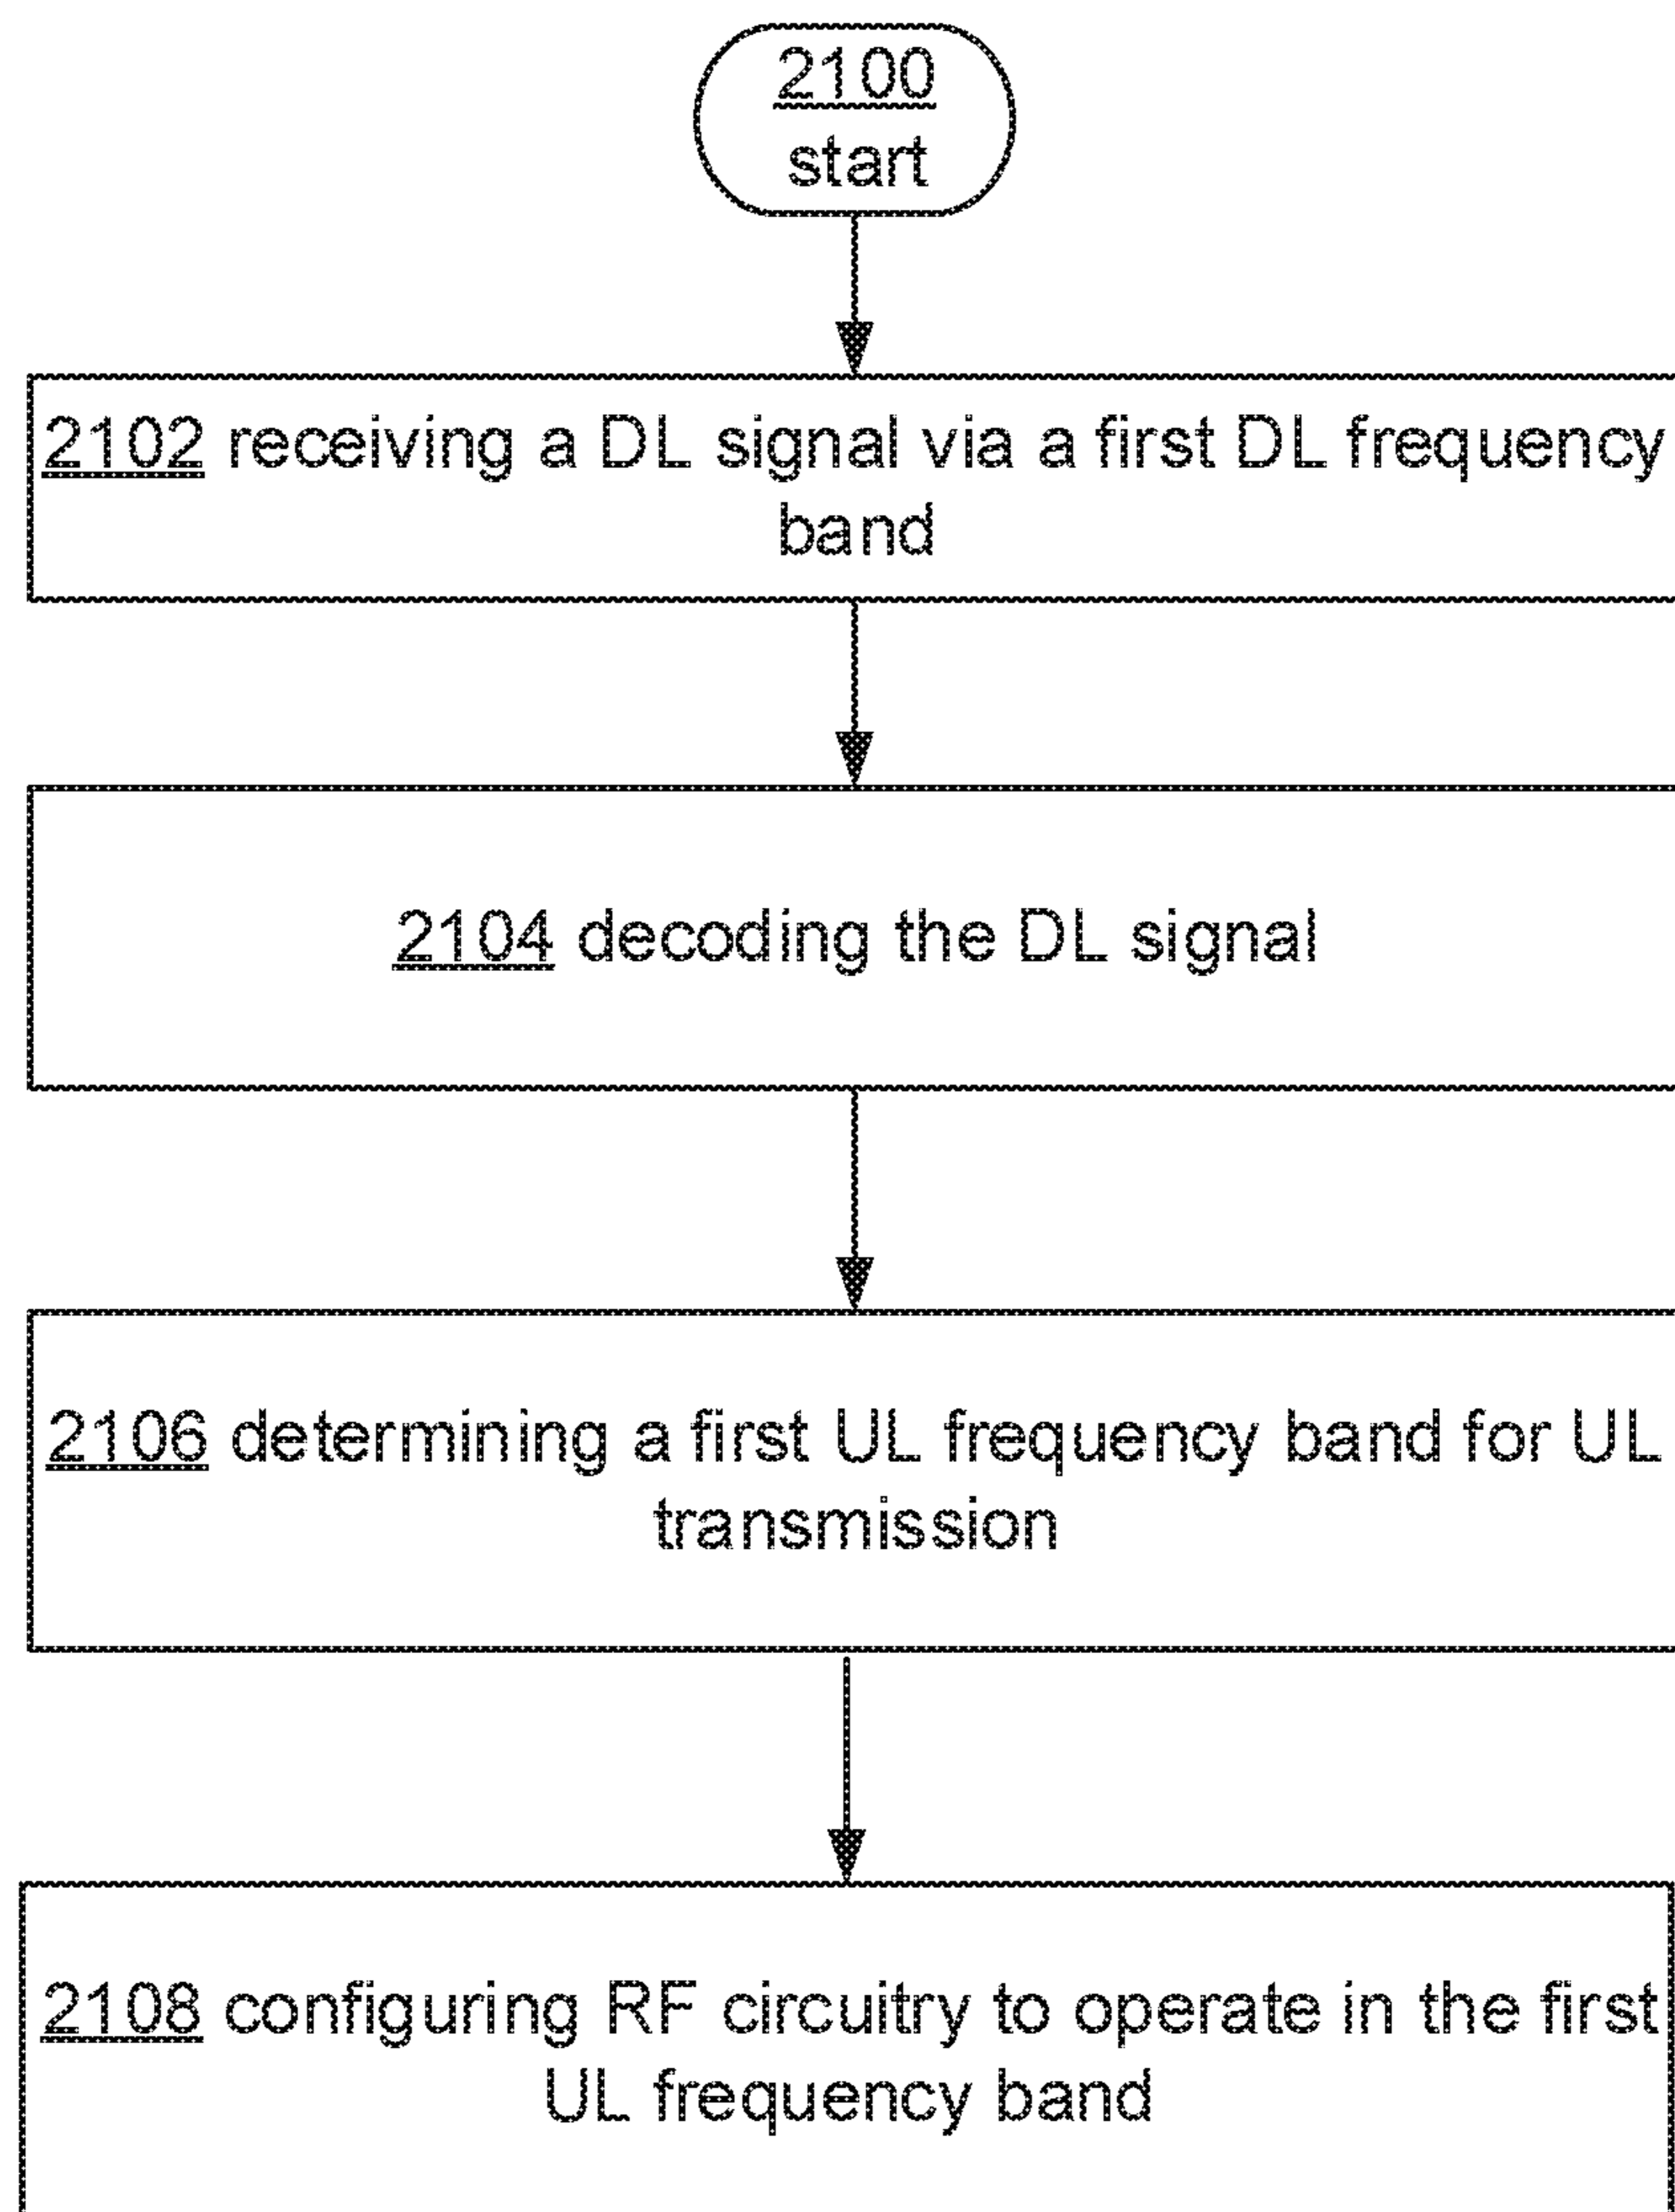 2100
start
2102 receiving a DL signal via a first DL frequency
band
2104 decoding the DL signal
2106 determining a first UL frequency band for UL
transmission
2108 configuring RF circuitry to operate in the first
UL frequency band